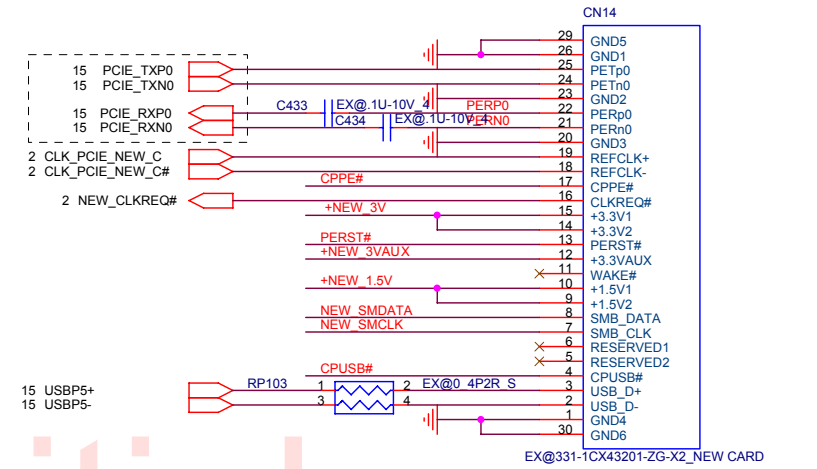 CN14
29 GND5
26 GND1
15 PCIE_TXP0 25 PETp0
15 PCIE_TXN0 24 PETn0
23 GND2
15 PCIE_RXP0 C433 EX@.1U-10V_4 PERP0 22 PERp0
15 PCIE_RXN0 C434 EX@.1U-10V_4 PERN0 21 PERn0
20 GND3
2 CLK_PCIE_NEW_C 19 REFCLK+
2 CLK_PCIE_NEW_C# 18 REFCLK-
CPPE# 17 CPPE#
2 NEW_CLKREQ# 16 CLKREQ#
+NEW_3V 15 +3.3V1
14 +3.3V2
PERST# 13 PERST#
+NEW_3VAUX 12 +3.3VAUX
11 WAKE#
+NEW_1.5V 10 +1.5V1
9 +1.5V2
NEW_SMDATA 8 SMB_DATA
NEW_SMCLK 7 SMB_CLK
6 RESERVED1
5 RESERVED2
CPUSB# 4 CPUSB#
15 USBP5+ RP103 1 2 EX@0_4P2R_S 3 USB_D+
15 USBP5- 3 4 2 USB_D-
1 GND4
30 GND6
EX@331-1CX43201-ZG-X2_NEW CARD